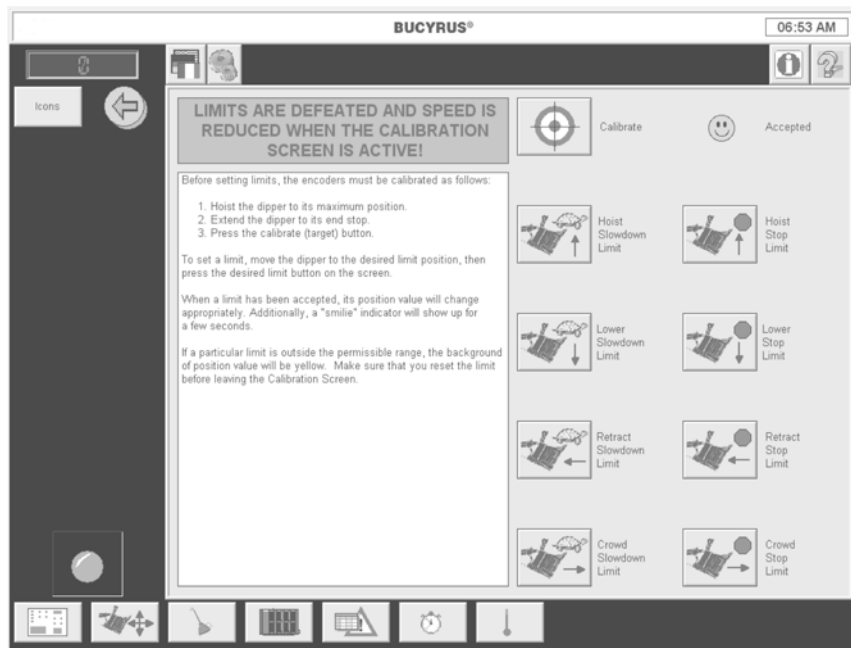 BUCYRUS®
06:53 AM
0
Icons
LIMITS ARE DEFEATED AND SPEED IS
REDUCED WHEN THE CALIBRATION
SCREEN IS ACTIVE!
Calibrate
Accepted
Before setting limits, the encoders must be calibrated as follows:
1. Hoist the dipper to its maximum position.
2. Extend the dipper to its end stop.
3. Press the calibrate (target) button.
To set a limit, move the dipper to the desired limit position, then
press the desired limit button on the screen.
When a limit has been accepted, its position value will change
appropriately. Additionally, a "smilie" indicator will show up for
a few seconds.
If a particular limit is outside the permissible range, the background
of position value will be yellow. Make sure that you reset the limit
before leaving the Calibration Screen.
Hoist
Slowdown
Limit
Hoist
Stop
Limit
Lower
Slowdown
Limit
Lower
Stop
Limit
Retract
Slowdown
Limit
Retract
Stop
Limit
Crowd
Slowdown
Limit
Crowd
Stop
Limit